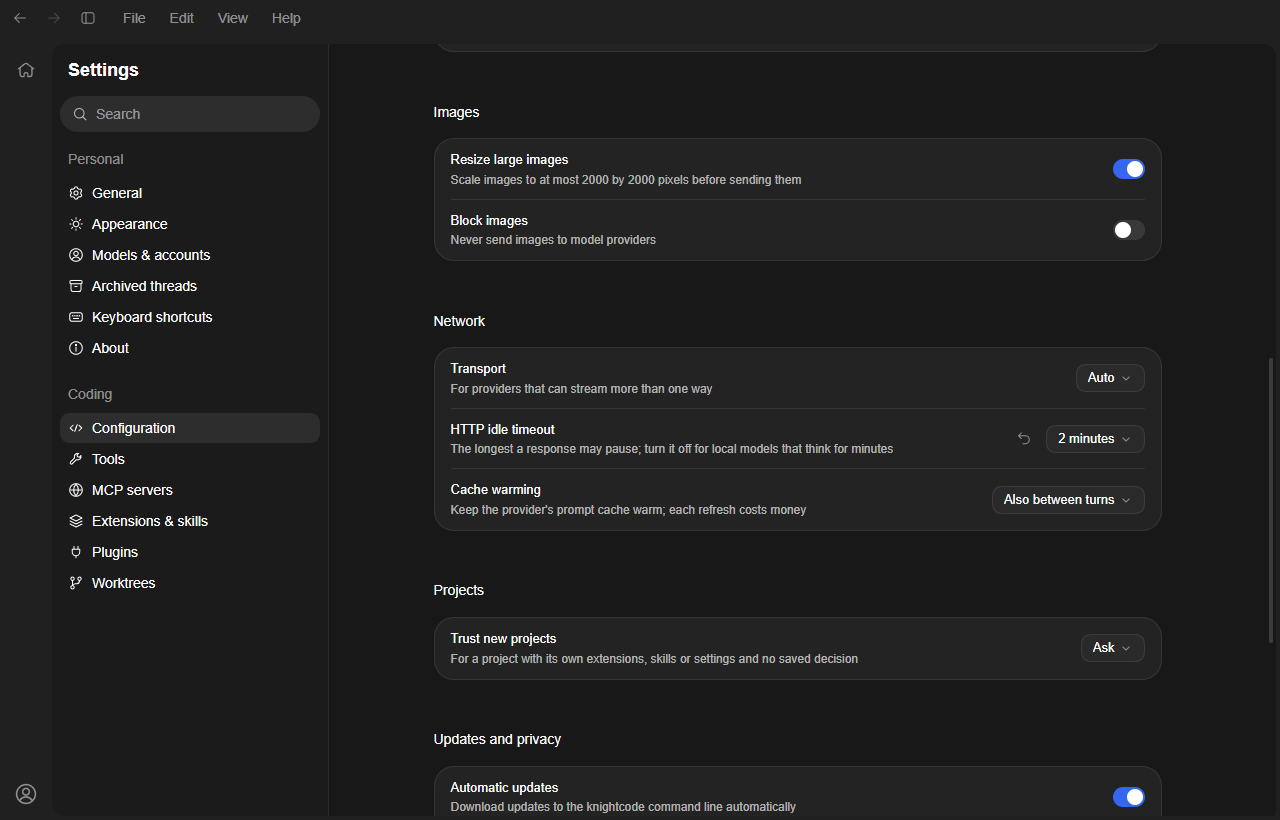 File Edit View Help
Settings
Search
Personal
General
Appearance
Models & accounts
Archived threads
Keyboard shortcuts
About
Coding
Configuration
Tools
MCP servers
Extensions & skills
Plugins
Worktrees
Images
Resize large images
Scale images to at most 2000 by 2000 pixels before sending them
Block images
Never send images to model providers
Network
Transport
For providers that can stream more than one way
Auto
HTTP idle timeout
The longest a response may pause; turn it off for local models that think for minutes
2 minutes
Cache warming
Keep the provider's prompt cache warm; each refresh costs money
Also between turns
Projects
Trust new projects
For a project with its own extensions, skills or settings and no saved decision
Ask
Updates and privacy
Automatic updates
Download updates to the knightcode command line automatically